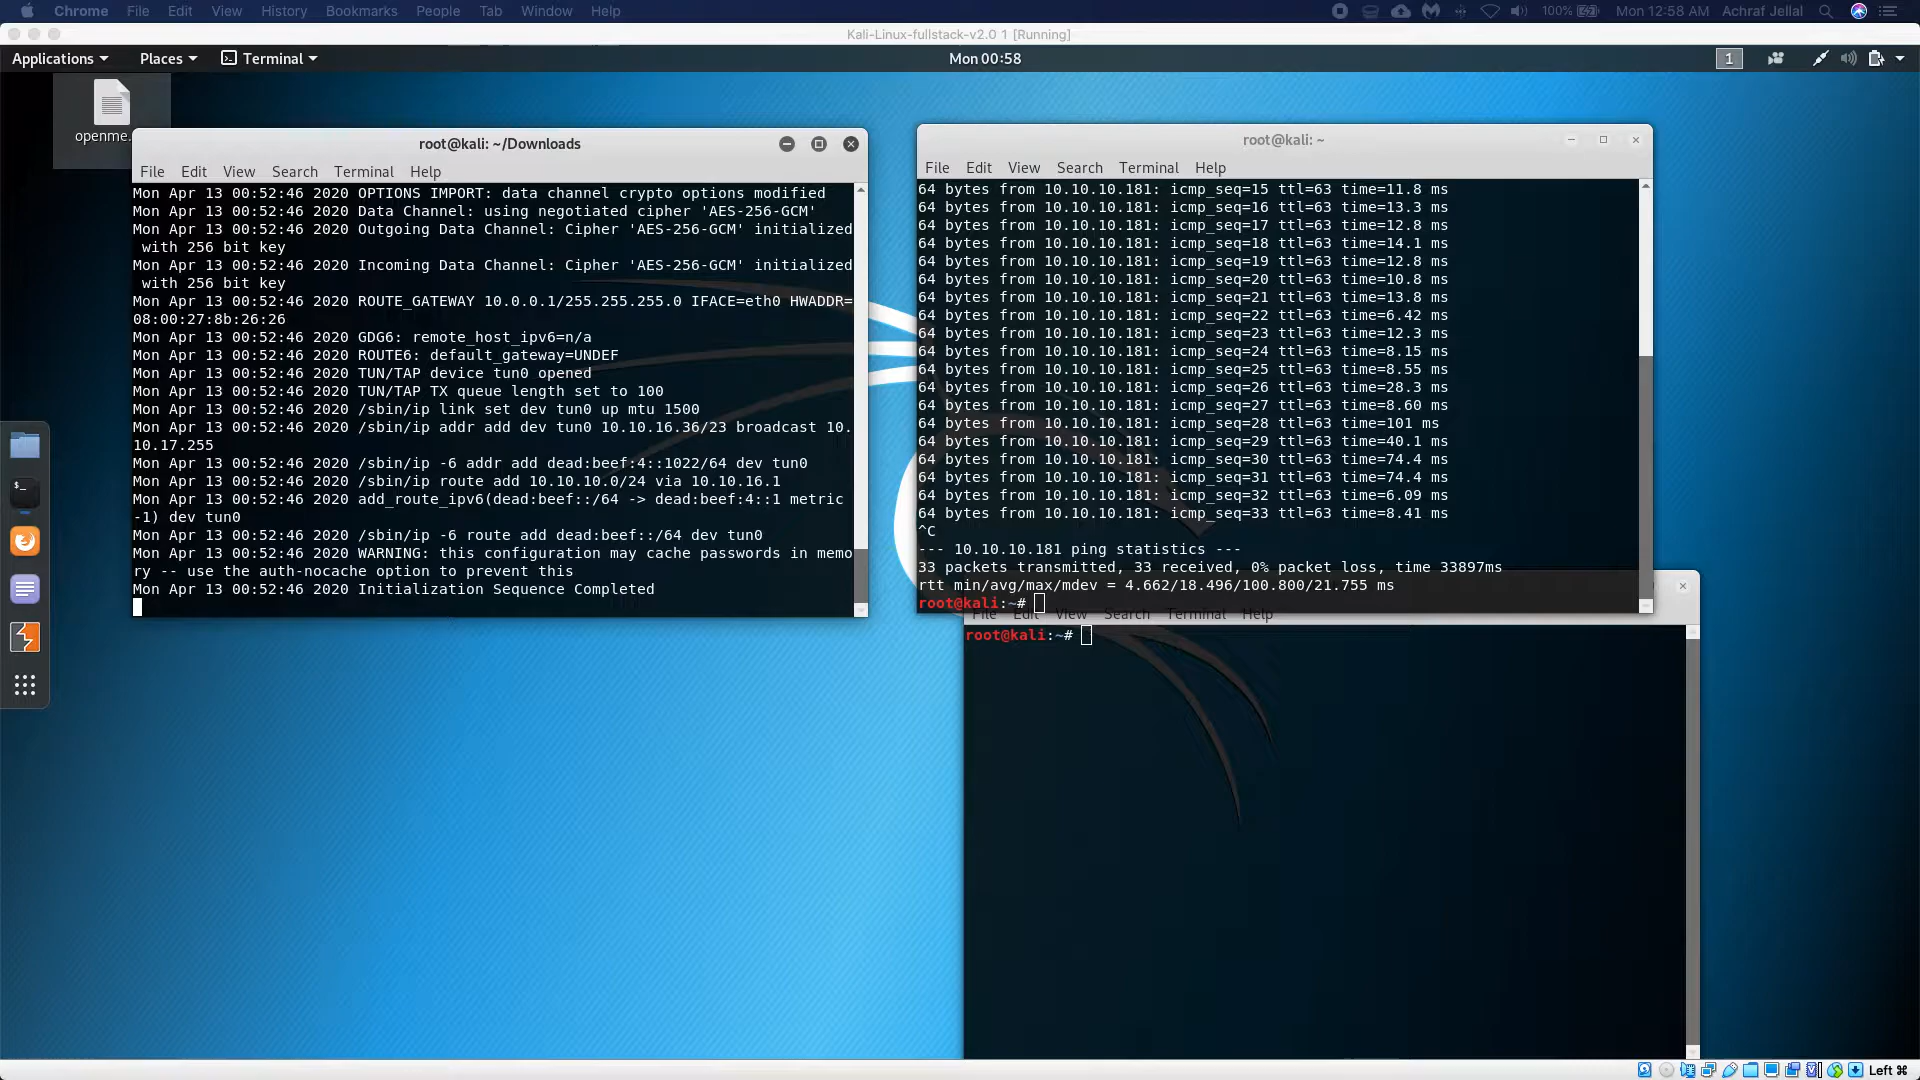 Chrome File Edit View History Bookmarks People Tab Window Help 100% Mon 12:58 AM Achraf Jellal
Kali-Linux-fullstack-v2.0 1 [Running]
Applications Places Terminal Mon 00:58 1
openme.
root@kali: ~/Downloads
File Edit View Search Terminal Help
Mon Apr 13 00:52:46 2020 OPTIONS IMPORT: data channel crypto options modified
Mon Apr 13 00:52:46 2020 Data Channel: using negotiated cipher 'AES-256-GCM'
Mon Apr 13 00:52:46 2020 Outgoing Data Channel: Cipher 'AES-256-GCM' initialized
with 256 bit key
Mon Apr 13 00:52:46 2020 Incoming Data Channel: Cipher 'AES-256-GCM' initialized
with 256 bit key
Mon Apr 13 00:52:46 2020 ROUTE_GATEWAY 10.0.0.1/255.255.255.0 IFACE=eth0 HWADDR=
08:00:27:8b:26:26
Mon Apr 13 00:52:46 2020 GDG6: remote_host_ipv6=n/a
Mon Apr 13 00:52:46 2020 ROUTE6: default_gateway=UNDEF
Mon Apr 13 00:52:46 2020 TUN/TAP device tun0 opened
Mon Apr 13 00:52:46 2020 TUN/TAP TX queue length set to 100
Mon Apr 13 00:52:46 2020 /sbin/ip link set dev tun0 up mtu 1500
Mon Apr 13 00:52:46 2020 /sbin/ip addr add dev tun0 10.10.16.36/23 broadcast 10.
10.17.255
Mon Apr 13 00:52:46 2020 /sbin/ip -6 addr add dead:beef:4::1022/64 dev tun0
Mon Apr 13 00:52:46 2020 /sbin/ip route add 10.10.10.0/24 via 10.10.16.1
Mon Apr 13 00:52:46 2020 add_route_ipv6(dead:beef::/64 -> dead:beef:4::1 metric
-1) dev tun0
Mon Apr 13 00:52:46 2020 /sbin/ip -6 route add dead:beef::/64 dev tun0
Mon Apr 13 00:52:46 2020 WARNING: this configuration may cache passwords in memo
ry -- use the auth-nocache option to prevent this
Mon Apr 13 00:52:46 2020 Initialization Sequence Completed
root@kali: ~
File Edit View Search Terminal Help
64 bytes from 10.10.10.181: icmp_seq=15 ttl=63 time=11.8 ms
64 bytes from 10.10.10.181: icmp_seq=16 ttl=63 time=13.3 ms
64 bytes from 10.10.10.181: icmp_seq=17 ttl=63 time=12.8 ms
64 bytes from 10.10.10.181: icmp_seq=18 ttl=63 time=14.1 ms
64 bytes from 10.10.10.181: icmp_seq=19 ttl=63 time=12.8 ms
64 bytes from 10.10.10.181: icmp_seq=20 ttl=63 time=10.8 ms
64 bytes from 10.10.10.181: icmp_seq=21 ttl=63 time=13.8 ms
64 bytes from 10.10.10.181: icmp_seq=22 ttl=63 time=6.42 ms
64 bytes from 10.10.10.181: icmp_seq=23 ttl=63 time=12.3 ms
64 bytes from 10.10.10.181: icmp_seq=24 ttl=63 time=8.15 ms
64 bytes from 10.10.10.181: icmp_seq=25 ttl=63 time=8.55 ms
64 bytes from 10.10.10.181: icmp_seq=26 ttl=63 time=28.3 ms
64 bytes from 10.10.10.181: icmp_seq=27 ttl=63 time=8.60 ms
64 bytes from 10.10.10.181: icmp_seq=28 ttl=63 time=101 ms
64 bytes from 10.10.10.181: icmp_seq=29 ttl=63 time=40.1 ms
64 bytes from 10.10.10.181: icmp_seq=30 ttl=63 time=74.4 ms
64 bytes from 10.10.10.181: icmp_seq=31 ttl=63 time=74.4 ms
64 bytes from 10.10.10.181: icmp_seq=32 ttl=63 time=6.09 ms
64 bytes from 10.10.10.181: icmp_seq=33 ttl=63 time=8.41 ms
^C
--- 10.10.10.181 ping statistics ---
33 packets transmitted, 33 received, 0% packet loss, time 33897ms
rtt min/avg/max/mdev = 4.662/18.496/100.800/21.755 ms
root@kali:~#
File Edit View Search Terminal Help
root@kali:~#
Left ⌘